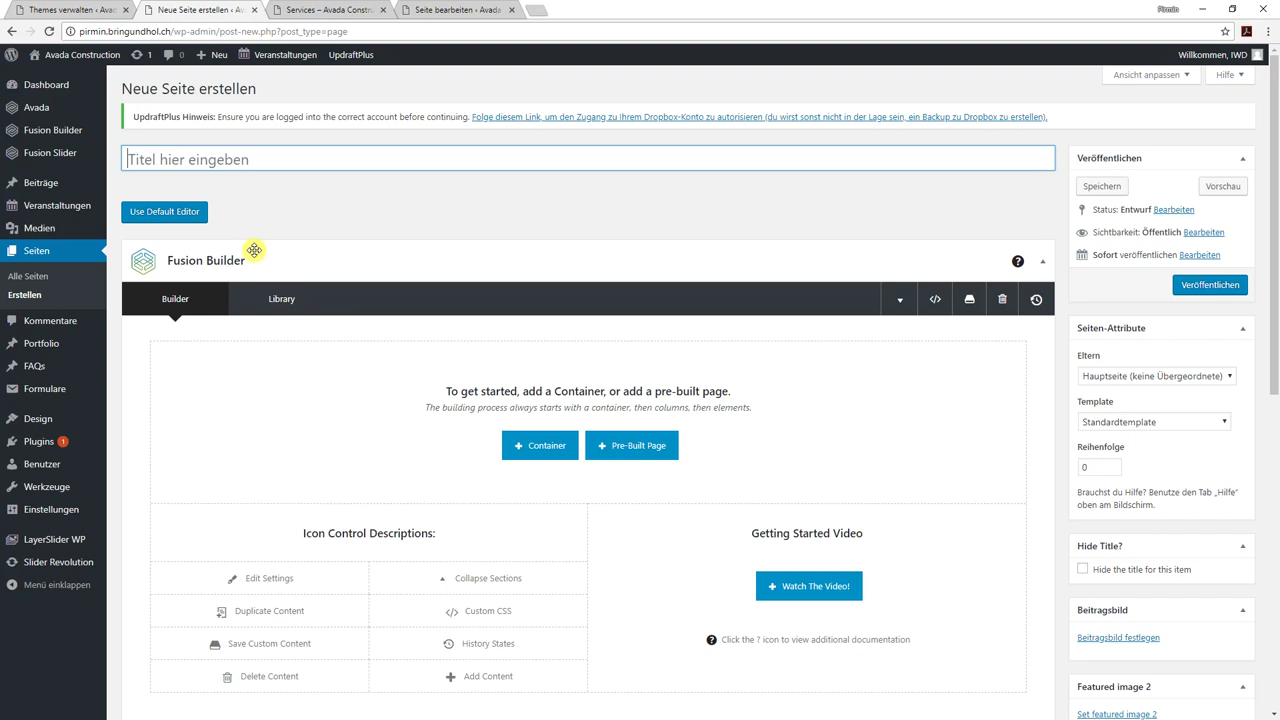 Themes verwalten ‹ Avad
Neue Seite erstellen ‹ Av
Services – Avada Constru
Seite bearbeiten ‹ Avada
Pirmin
pirmin.bringundhol.ch/wp-admin/post-new.php?post_type=page
Avada Construction
1
0
Neu
Veranstaltungen
UpdraftPlus
Willkommen, IWD
Dashboard
Avada
Fusion Builder
Fusion Slider
Beiträge
Veranstaltungen
Medien
Seiten
Alle Seiten
Erstellen
Kommentare
Portfolio
FAQs
Formulare
Design
Plugins 1
Benutzer
Werkzeuge
Einstellungen
LayerSlider WP
Slider Revolution
Menü einklappen
Ansicht anpassen
Hilfe
Neue Seite erstellen
UpdraftPlus Hinweis: Ensure you are logged into the correct account before continuing. Folge diesem Link, um den Zugang zu Ihrem Dropbox-Konto zu autorisieren (du wirst sonst nicht in der Lage sein, ein Backup zu Dropbox zu erstellen).
Titel hier eingeben
Use Default Editor
Fusion Builder
?
Builder
Library
To get started, add a Container, or add a pre-built page.
The building process always starts with a container, then columns, then elements.
Container
Pre-Built Page
Icon Control Descriptions:
Edit Settings
Collapse Sections
Duplicate Content
Custom CSS
Save Custom Content
History States
Delete Content
Add Content
Getting Started Video
Watch The Video!
Click the ? icon to view additional documentation
Veröffentlichen
Speichern
Vorschau
Status: Entwurf Bearbeiten
Sichtbarkeit: Öffentlich Bearbeiten
Sofort veröffentlichen Bearbeiten
Veröffentlichen
Seiten-Attribute
Eltern
Hauptseite (keine Übergeordnete)
Template
Standardtemplate
Reihenfolge
0
Brauchst du Hilfe? Benutze den Tab „Hilfe“
oben am Bildschirm.
Hide Title?
Hide the title for this item
Beitragsbild
Beitragsbild festlegen
Featured image 2
Set featured image 2